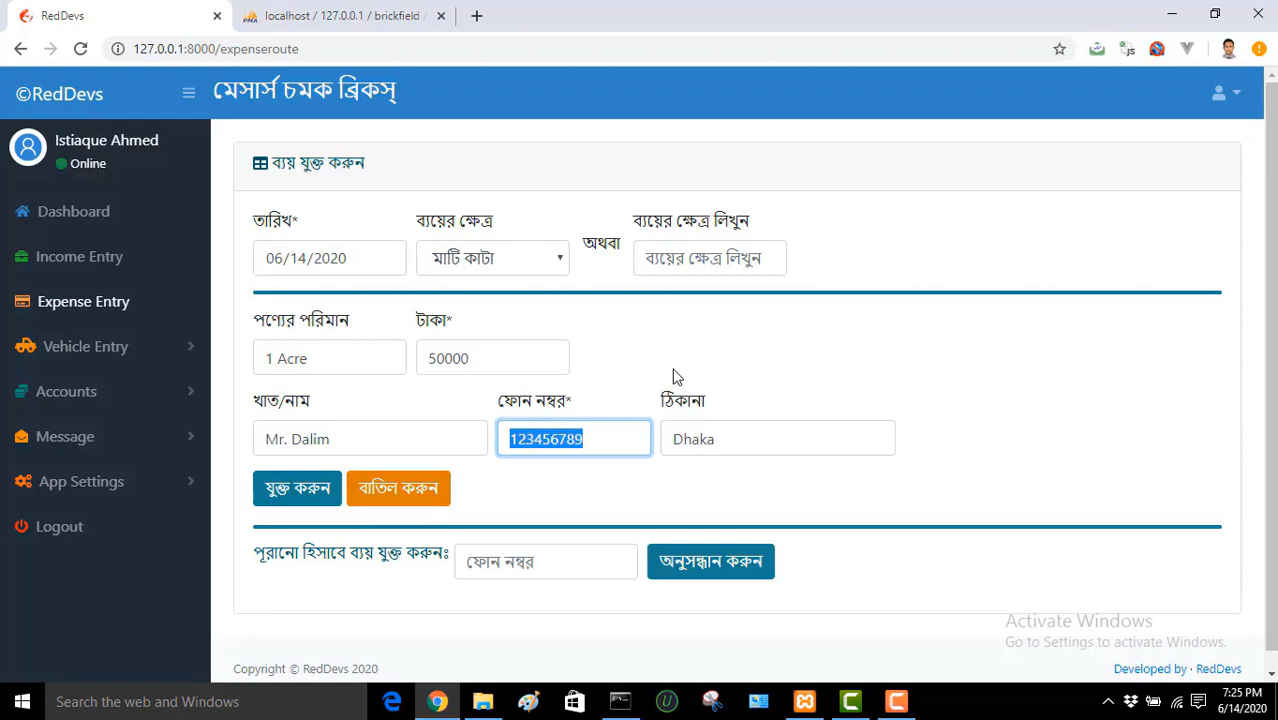 RedDevs
localhost / 127.0.0.1 / brickfield /
127.0.0.1:8000/expenseroute
©RedDevs
মেসার্স চমক ব্রিকস্
Istiaque Ahmed
Online
Dashboard
Income Entry
Expense Entry
Vehicle Entry
Accounts
Message
App Settings
Logout
ব্যয় যুক্ত করুন
তারিখ* ব্যয়ের ক্ষেত্র ব্যয়ের ক্ষেত্র লিখুন
06/14/2020 মাটি কাটা অথবা ব্যয়ের ক্ষেত্র লিখুন
পণ্যের পরিমান টাকা*
1 Acre 50000
খাত/নাম ফোন নম্বর* ঠিকানা
Mr. Dalim 123456789 Dhaka
যুক্ত করুন বাতিল করুন
পূরানো হিসাবে ব্যয় যুক্ত করুনঃ ফোন নম্বর অনুসন্ধান করুন
Activate Windows
Go to Settings to activate Windows.
Copyright © RedDevs 2020 Developed by · RedDevs
Search the web and Windows
7:25 PM
6/14/2020